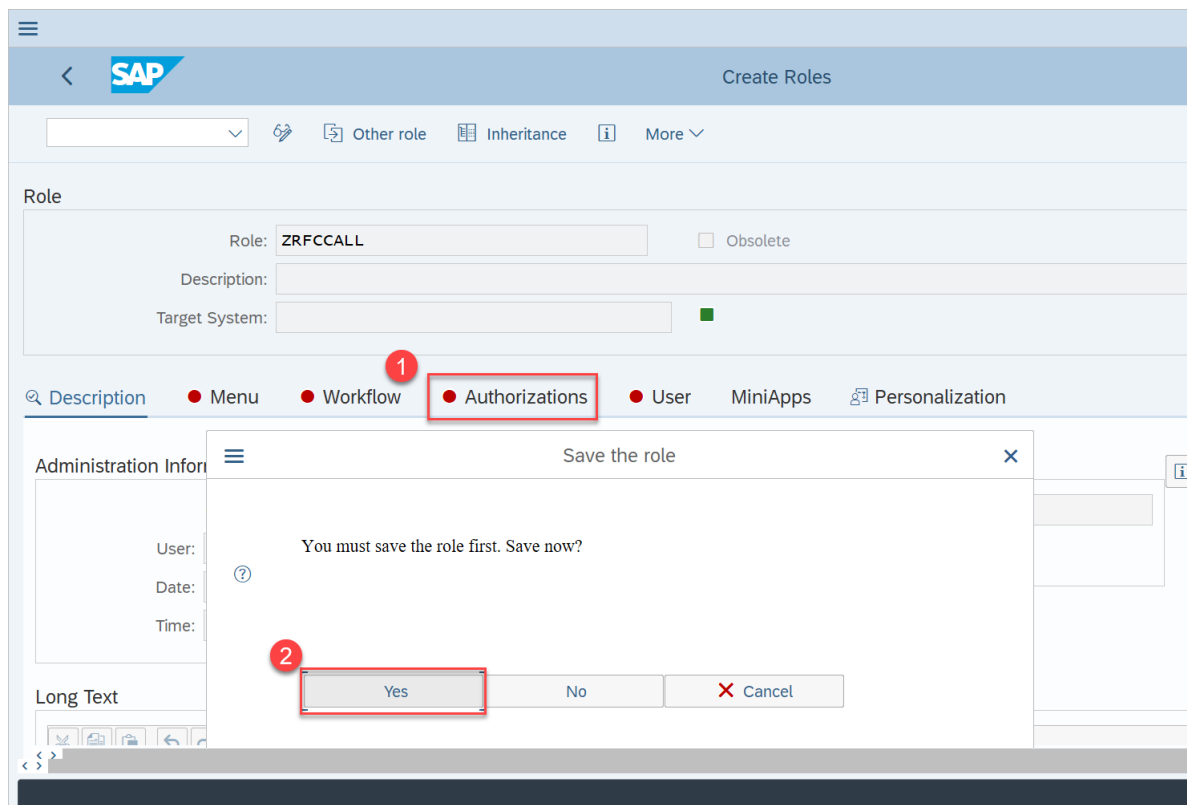 SAP
Create Roles
Other role Inheritance More
Role
Role: ZRFCCALL Obsolete
Description:
Target System:
1
Description Menu Workflow Authorizations User MiniApps Personalization
Save the role
Administration Infor
You must save the role first. Save now?
User:
Date:
Time:
2
Yes No Cancel
Long Text